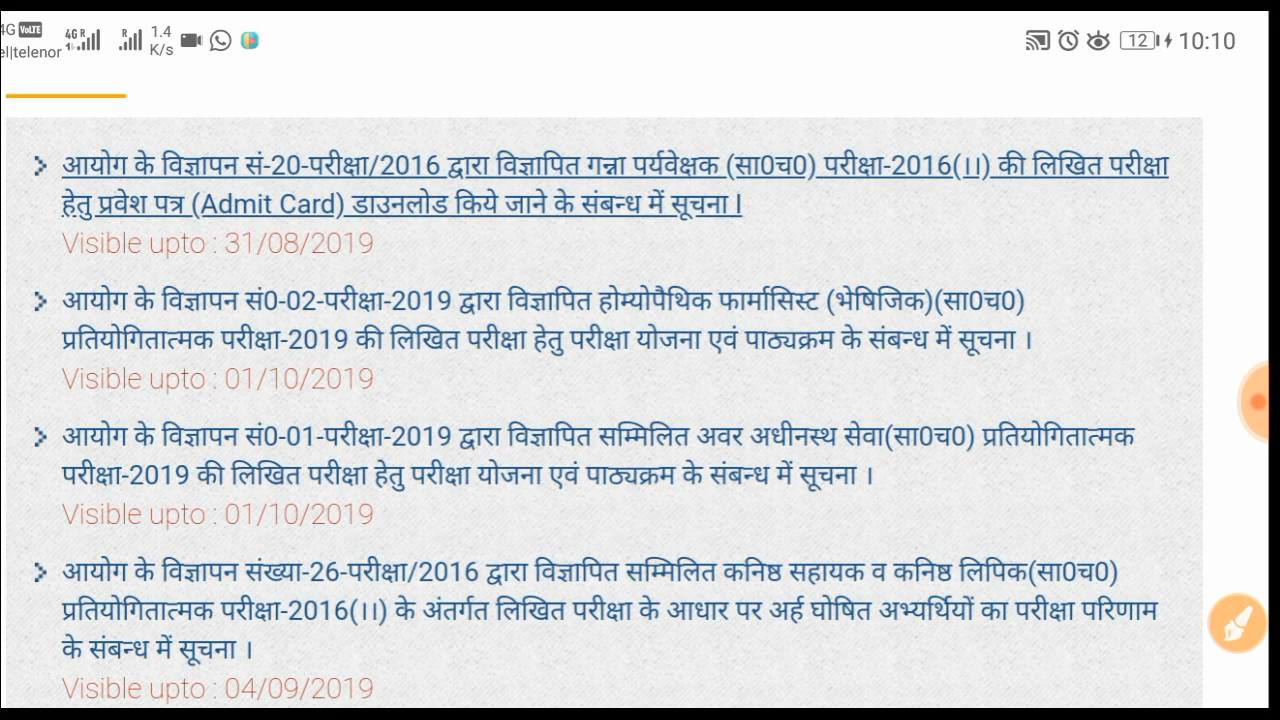 4G VoLTE
el|telenor
4G R
R
1.4
K/s
12
10:10
आयोग के विज्ञापन सं-20-परीक्षा/2016 द्वारा विज्ञापित गन्ना पर्यवेक्षक (सा0च0) परीक्षा-2016(।।) की लिखित परीक्षा
हेतु प्रवेश पत्र (Admit Card) डाउनलोड किये जाने के संबन्ध में सूचना l
Visible upto : 31/08/2019
आयोग के विज्ञापन सं0-02-परीक्षा-2019 द्वारा विज्ञापित होम्योपैथिक फार्मासिस्ट (भेषिजिक)(सा0च0)
प्रतियोगितात्मक परीक्षा-2019 की लिखित परीक्षा हेतु परीक्षा योजना एवं पाठ्यक्रम के संबन्ध में सूचना ।
Visible upto : 01/10/2019
आयोग के विज्ञापन सं0-01-परीक्षा-2019 द्वारा विज्ञापित सम्मिलित अवर अधीनस्थ सेवा(सा0च0) प्रतियोगितात्मक
परीक्षा-2019 की लिखित परीक्षा हेतु परीक्षा योजना एवं पाठ्यक्रम के संबन्ध में सूचना ।
Visible upto : 01/10/2019
आयोग के विज्ञापन संख्या-26-परीक्षा/2016 द्वारा विज्ञापित सम्मिलित कनिष्ठ सहायक व कनिष्ठ लिपिक(सा0च0)
प्रतियोगितात्मक परीक्षा-2016(।।) के अंतर्गत लिखित परीक्षा के आधार पर अर्ह घोषित अभ्यर्थियों का परीक्षा परिणाम
के संबन्ध में सूचना ।
Visible upto : 04/09/2019